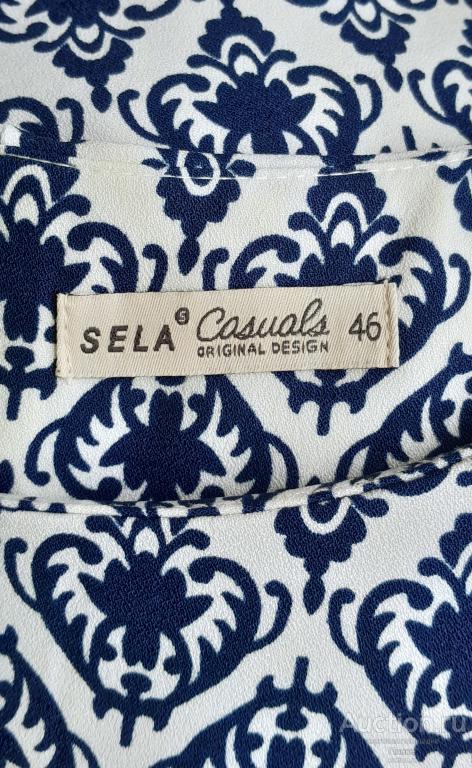 SELA S Casuals 46
ORIGINAL DESIGN
Auction.ru